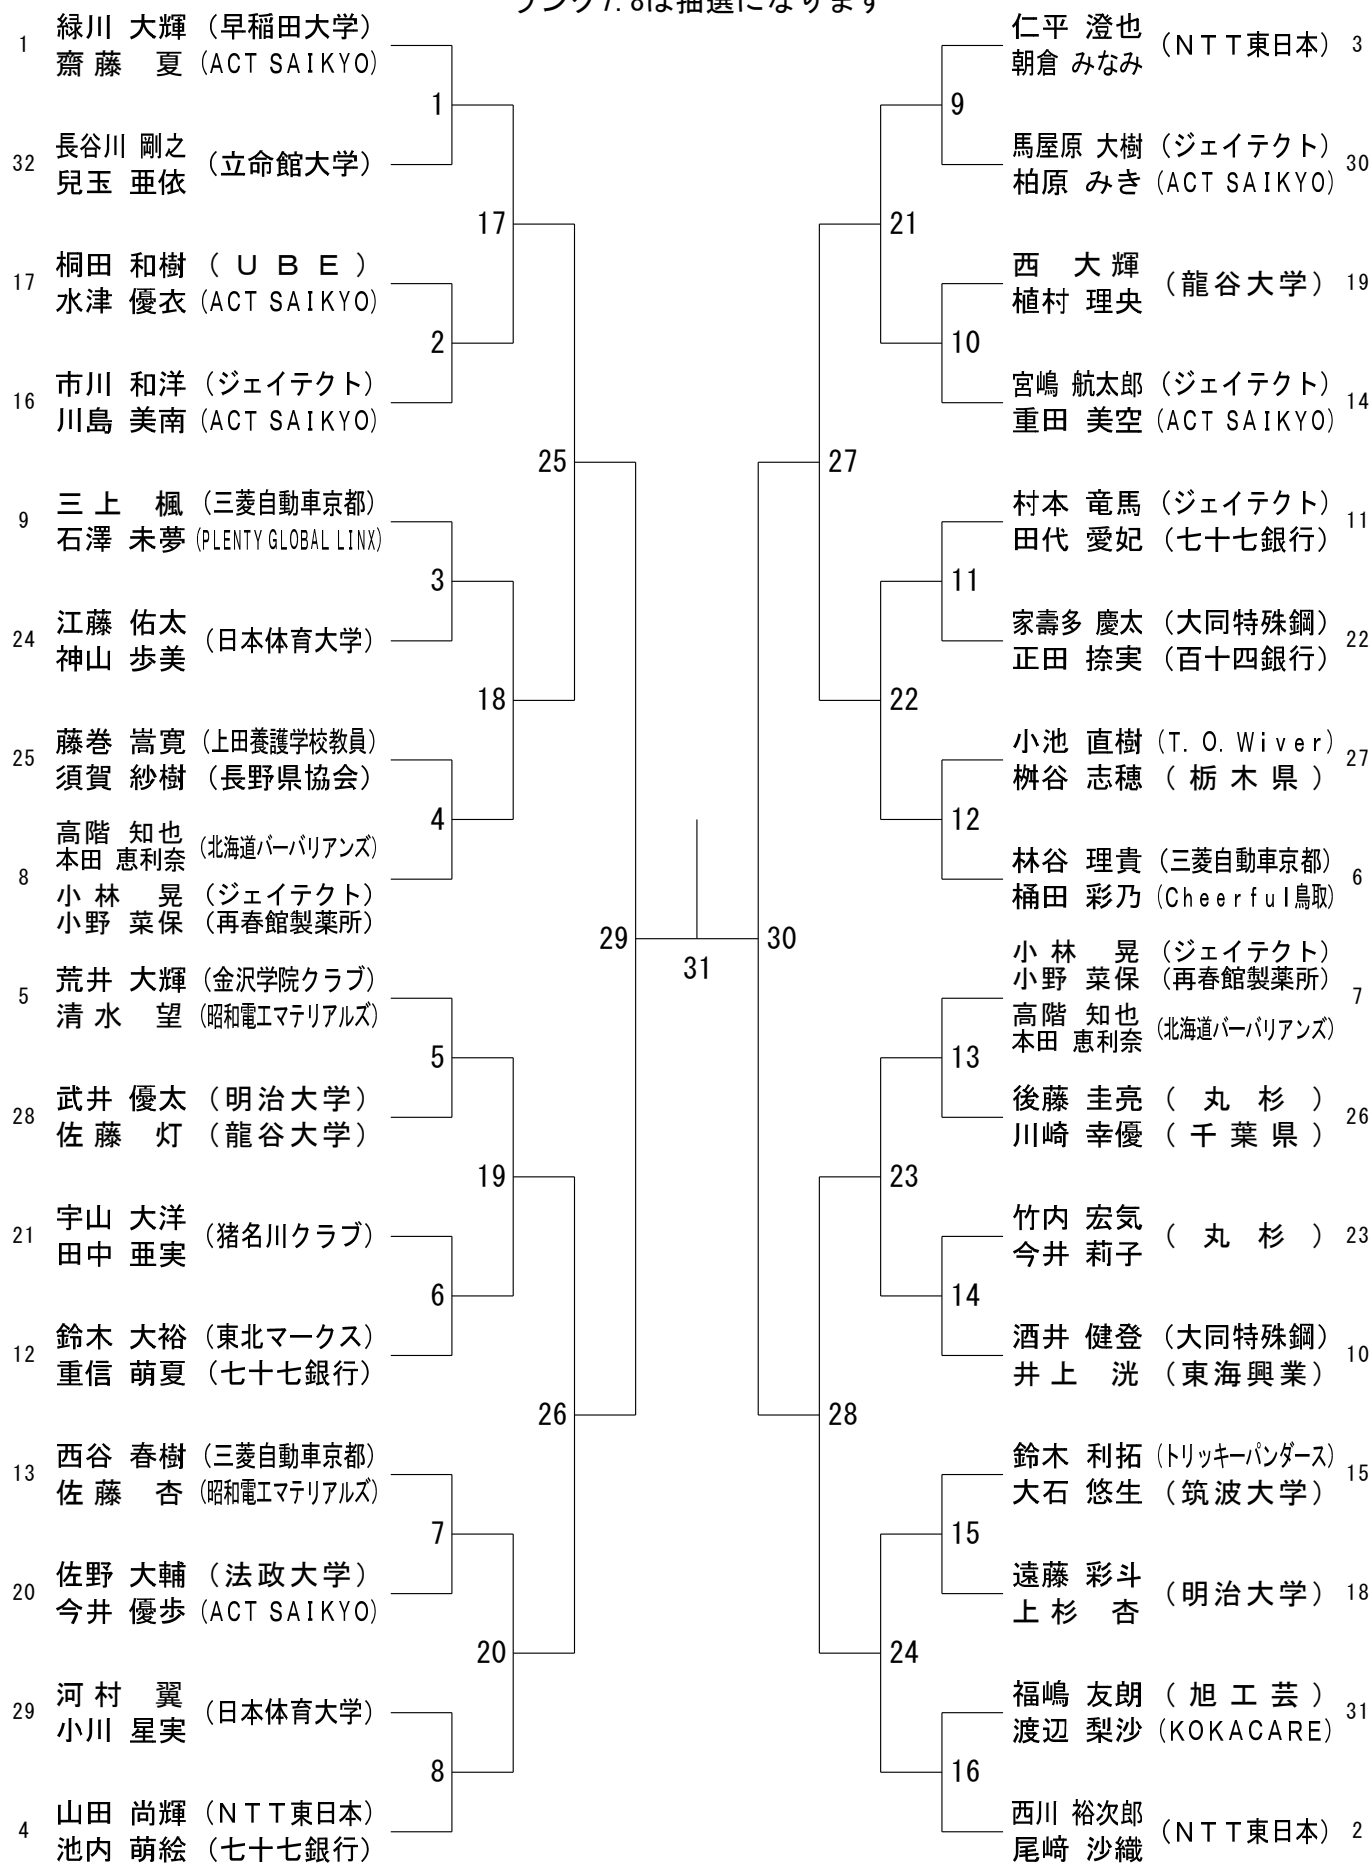 ランク7.8は抽選になります
1 緑川 大輝 (早稲田大学)
齋藤 夏 (ACT SAIKYO)
1
32 長谷川 剛之
兒玉 亜依 (立命館大学)
17
17 桐田 和樹 (ＵＢＥ)
水津 優衣 (ACT SAIKYO)
2
16 市川 和洋 (ジェイテクト)
川島 美南 (ACT SAIKYO)
25
9 三上 楓 (三菱自動車京都)
石澤 未夢 (PLENTY GLOBAL LINX)
3
24 江藤 佑太
神山 歩美 (日本体育大学)
18
25 藤巻 嵩寛 (上田養護学校教員)
須賀 紗樹 (長野県協会)
4
8 高階 知也
本田 恵利奈 (北海道バーバリアンズ)
小林 晃 (ジェイテクト)
小野 菜保 (再春館製薬所)
29
5 荒井 大輝 (金沢学院クラブ)
清水 望 (昭和電工マテリアルズ)
5
28 武井 優太 (明治大学)
佐藤 灯 (龍谷大学)
19
21 宇山 大洋
田中 亜実 (猪名川クラブ)
6
12 鈴木 大裕 (東北マークス)
重信 萌夏 (七十七銀行)
26
13 西谷 春樹 (三菱自動車京都)
佐藤 杏 (昭和電工マテリアルズ)
7
20 佐野 大輔 (法政大学)
今井 優歩 (ACT SAIKYO)
20
29 河村 翼
小川 星実 (日本体育大学)
8
4 山田 尚輝 (ＮＴＴ東日本)
池内 萌絵 (七十七銀行)
31
仁平 澄也
朝倉 みなみ (ＮＴＴ東日本) 3
9
馬屋原 大樹 (ジェイテクト) 30
柏原 みき (ACT SAIKYO)
21
西 大輝
植村 理央 (龍谷大学) 19
10
宮嶋 航太郎 (ジェイテクト) 14
重田 美空 (ACT SAIKYO)
27
村本 竜馬 (ジェイテクト) 11
田代 愛妃 (七十七銀行)
11
家壽多 慶太 (大同特殊鋼) 22
正田 捺実 (百十四銀行)
22
小池 直樹 (T.O.Wiver) 27
桝谷 志穂 (栃木県)
12
林谷 理貴 (三菱自動車京都) 6
桶田 彩乃 (Cheerful鳥取)
30
小林 晃 (ジェイテクト)
小野 菜保 (再春館製薬所) 7
高階 知也
本田 恵利奈 (北海道バーバリアンズ)
13
後藤 圭亮 (丸杉) 26
川崎 幸優 (千葉県)
23
竹内 宏気
今井 莉子 (丸杉) 23
14
酒井 健登 (大同特殊鋼) 10
井上 洸 (東海興業)
28
鈴木 利拓 (トリッキーパンダース) 15
大石 悠生 (筑波大学)
15
遠藤 彩斗
上杉 杏 (明治大学) 18
24
福嶋 友朗 (旭工芸) 31
渡辺 梨沙 (KOKACARE)
16
西川 裕次郎
尾﨑 沙織 (ＮＴＴ東日本) 2